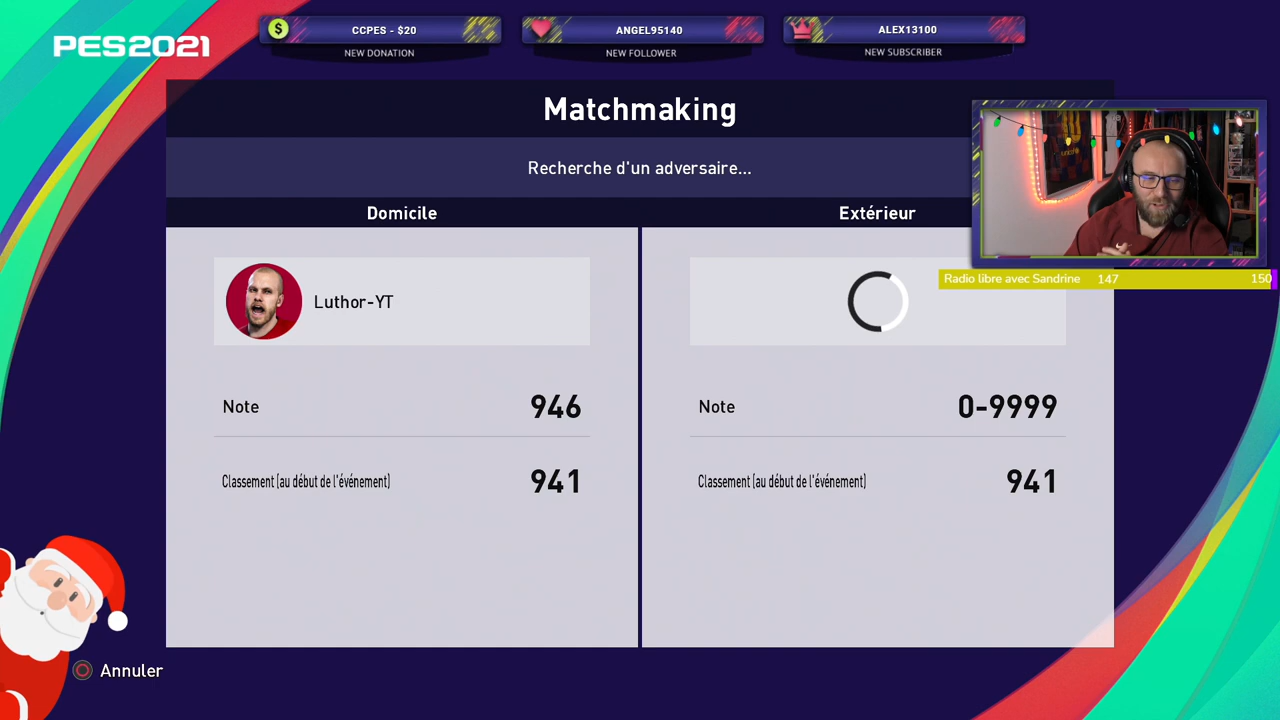 PES2021
CCPES - $20
NEW DONATION
ANGEL95140
NEW FOLLOWER
ALEX13100
NEW SUBSCRIBER
Matchmaking
Recherche d'un adversaire...
Domicile
Extérieur
Radio libre avec Sandrine 147 150
Luthor-YT
Note 946
Note 0-9999
Classement (au début de l'événement) 941
Classement (au début de l'événement) 941
Annuler